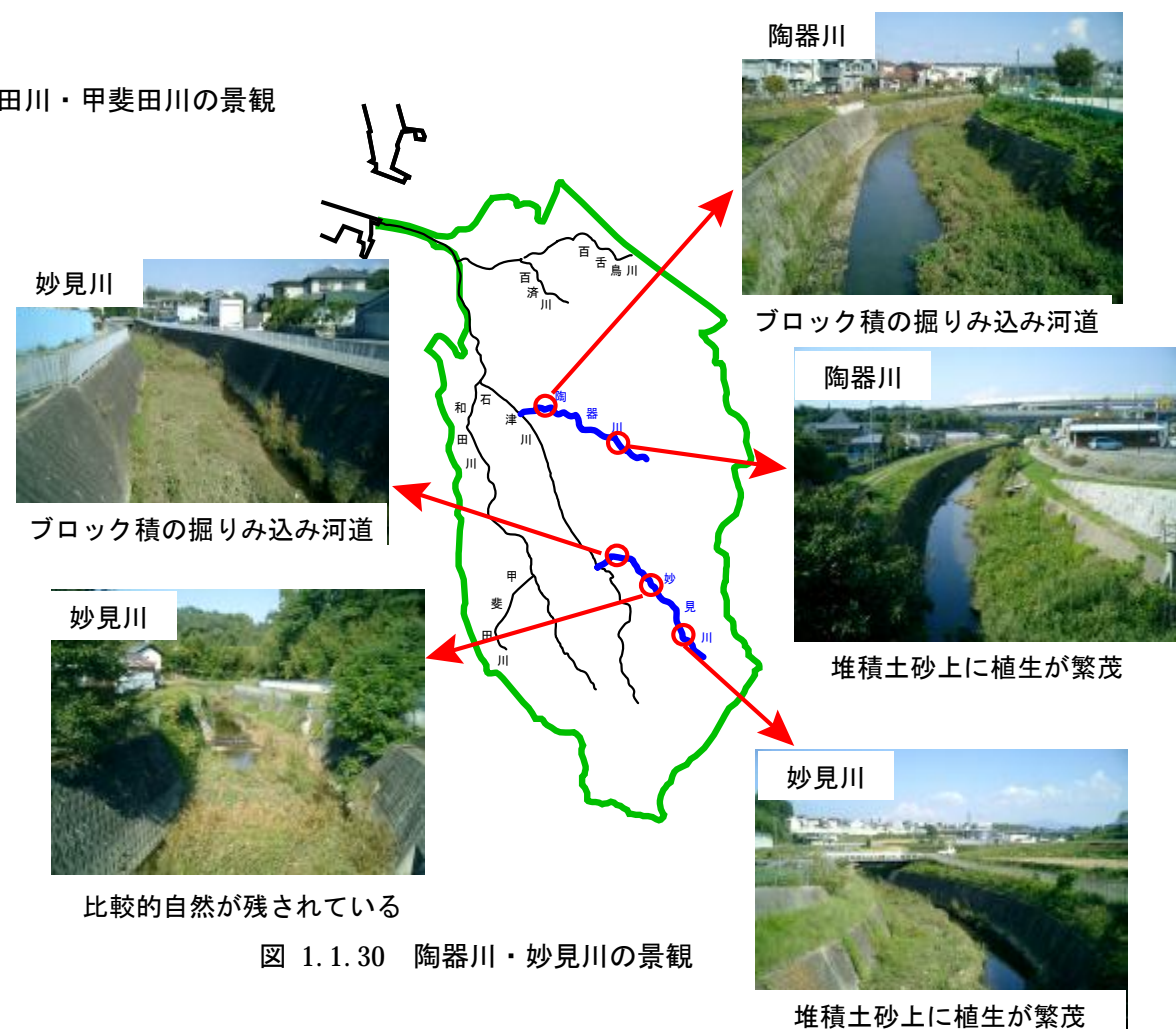 田川・甲斐田川の景観
陶器川
ブロック積の掘りみ込み河道
妙見川
ブロック積の掘りみ込み河道
陶器川
堆積土砂上に植生が繁茂
妙見川
比較的自然が残されている
妙見川
堆積土砂上に植生が繁茂
百舌鳥川
百済川
石津川
和田川
陶器川
甲斐田川
妙見川
図 1.1.30 陶器川・妙見川の景観